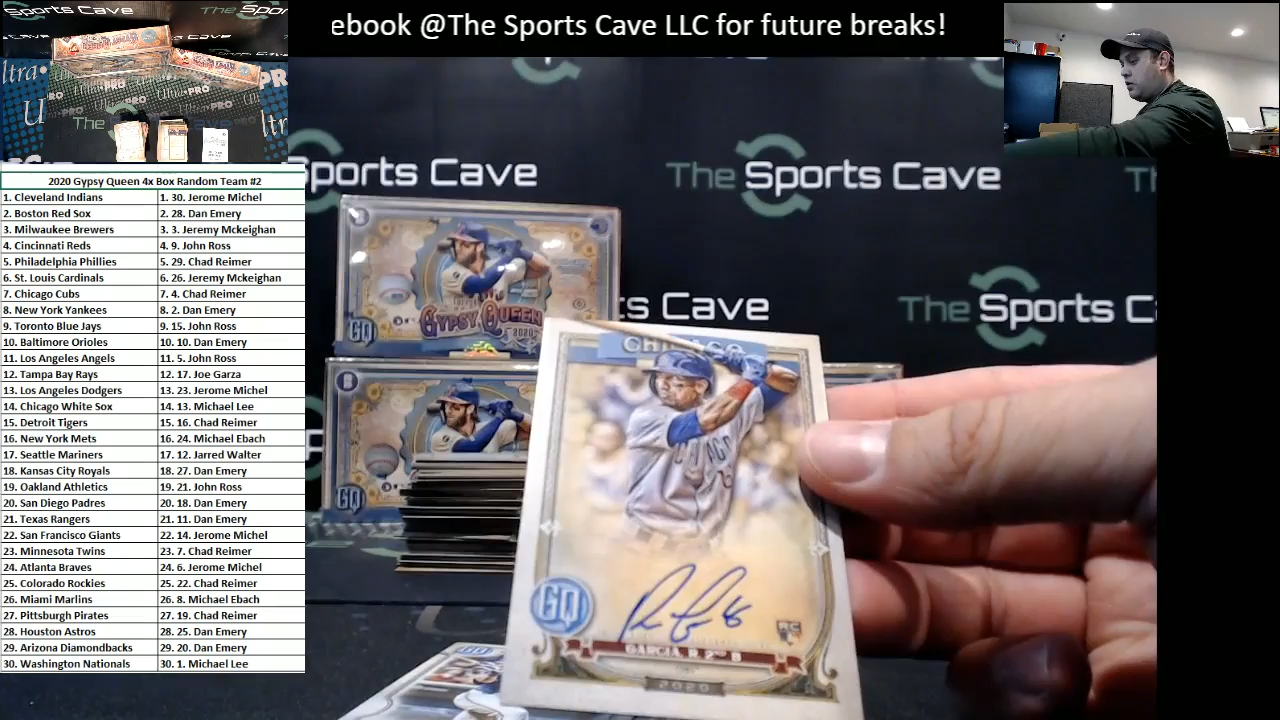 ebook @The Sports Cave LLC for future breaks!
2020 Gypsy Queen 4x Box Random Team #2
1. Cleveland Indians 1. 30. Jerome Michel
2. Boston Red Sox 2. 28. Dan Emery
3. Milwaukee Brewers 3. 3. Jeremy Mckeighan
4. Cincinnati Reds 4. 9. John Ross
5. Philadelphia Phillies 5. 29. Chad Reimer
6. St. Louis Cardinals 6. 26. Jeremy Mckeighan
7. Chicago Cubs 7. 4. Chad Reimer
8. New York Yankees 8. 2. Dan Emery
9. Toronto Blue Jays 9. 15. John Ross
10. Baltimore Orioles 10. 10. Dan Emery
11. Los Angeles Angels 11. 5. John Ross
12. Tampa Bay Rays 12. 17. Joe Garza
13. Los Angeles Dodgers 13. 23. Jerome Michel
14. Chicago White Sox 14. 13. Michael Lee
15. Detroit Tigers 15. 16. Chad Reimer
16. New York Mets 16. 24. Michael Ebach
17. Seattle Mariners 17. 12. Jarred Walter
18. Kansas City Royals 18. 27. Dan Emery
19. Oakland Athletics 19. 21. John Ross
20. San Diego Padres 20. 18. Dan Emery
21. Texas Rangers 21. 11. Dan Emery
22. San Francisco Giants 22. 14. Jerome Michel
23. Minnesota Twins 23. 7. Chad Reimer
24. Atlanta Braves 24. 6. Jerome Michel
25. Colorado Rockies 25. 22. Chad Reimer
26. Miami Marlins 26. 8. Michael Ebach
27. Pittsburgh Pirates 27. 19. Chad Reimer
28. Houston Astros 28. 25. Dan Emery
29. Arizona Diamondbacks 29. 20. Dan Emery
30. Washington Nationals 30. 1. Michael Lee
Sports Cave
The Sports Cave
ts Cave
The Sports Cave
GYPSY QUEEN
2020
GQ
GQ
CHICAGO
CHICAGO
GQ
RC
GARCIA, R. 2ND B
2020